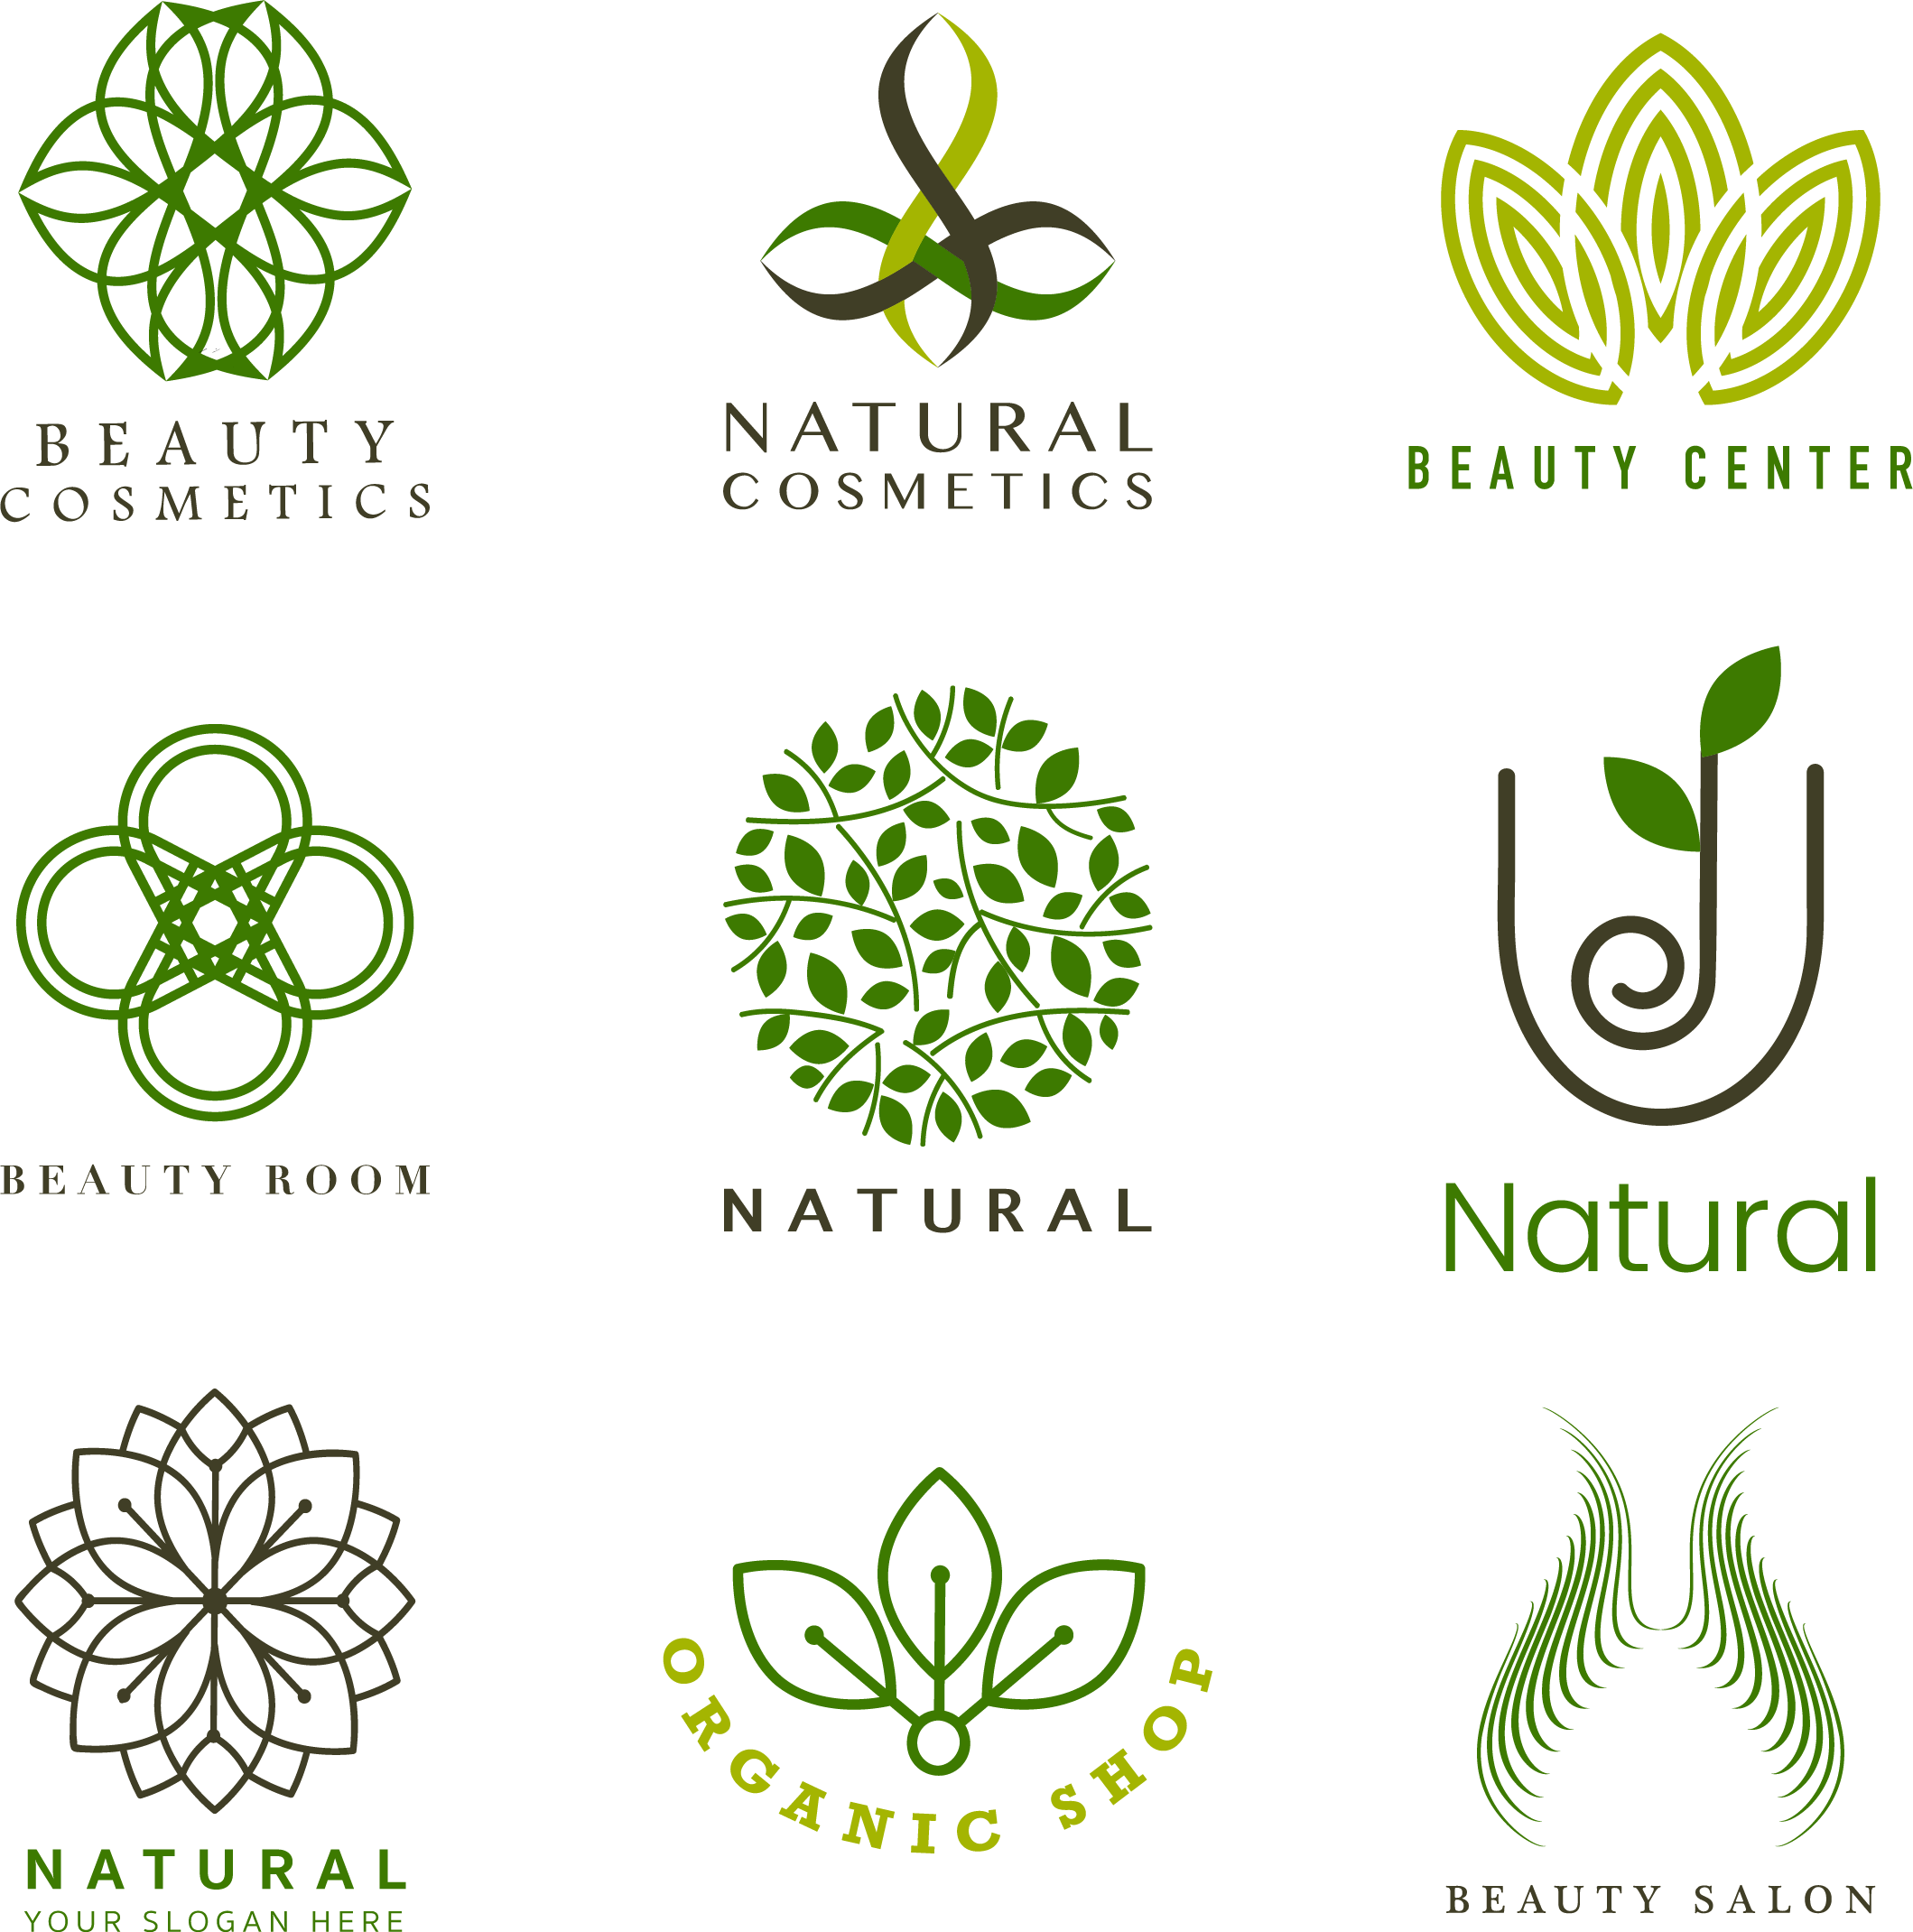 BEAUTY
COSMETICS
NATURAL
COSMETICS
BEAUTY CENTER
BEAUTY ROOM
NATURAL
Natural
NATURAL
YOUR SLOGAN HERE
ORGANIC SHOP
BEAUTY SALON